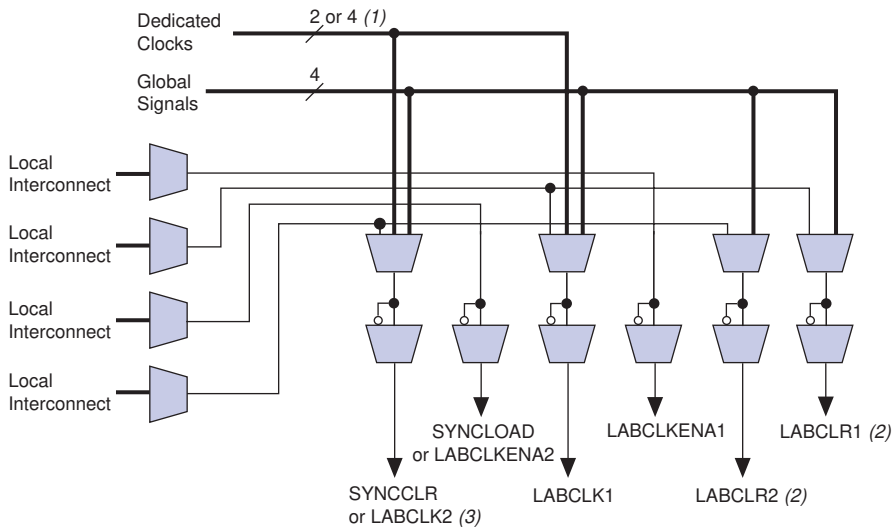 Dedicated
Clocks
2 or 4 (1)
Global
Signals
4
Local
Interconnect
Local
Interconnect
Local
Interconnect
Local
Interconnect
SYNCLOAD
or LABCLKENA2
LABCLKENA1
LABCLR1 (2)
SYNCCLR
or LABCLK2 (3)
LABCLK1
LABCLR2 (2)